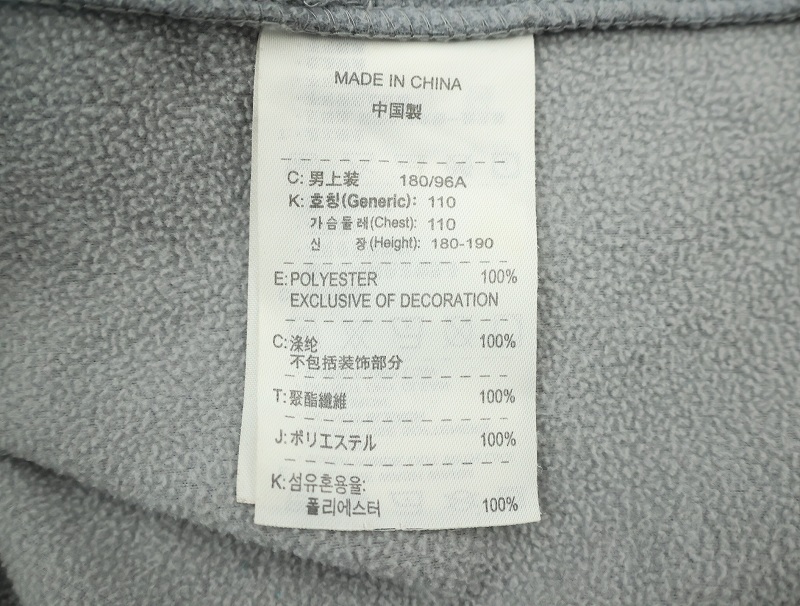 MADE IN CHINA
中国製
C: 男上装 180/96A
K: 호칭(Generic): 110
가슴둘레(Chest): 110
신 장(Height): 180-190
E: POLYESTER 100%
EXCLUSIVE OF DECORATION
C: 涤纶 100%
不包括装饰部分
T: 聚酯纖維 100%
J: ポリエステル 100%
K: 섬유혼용율:
폴리에스터 100%